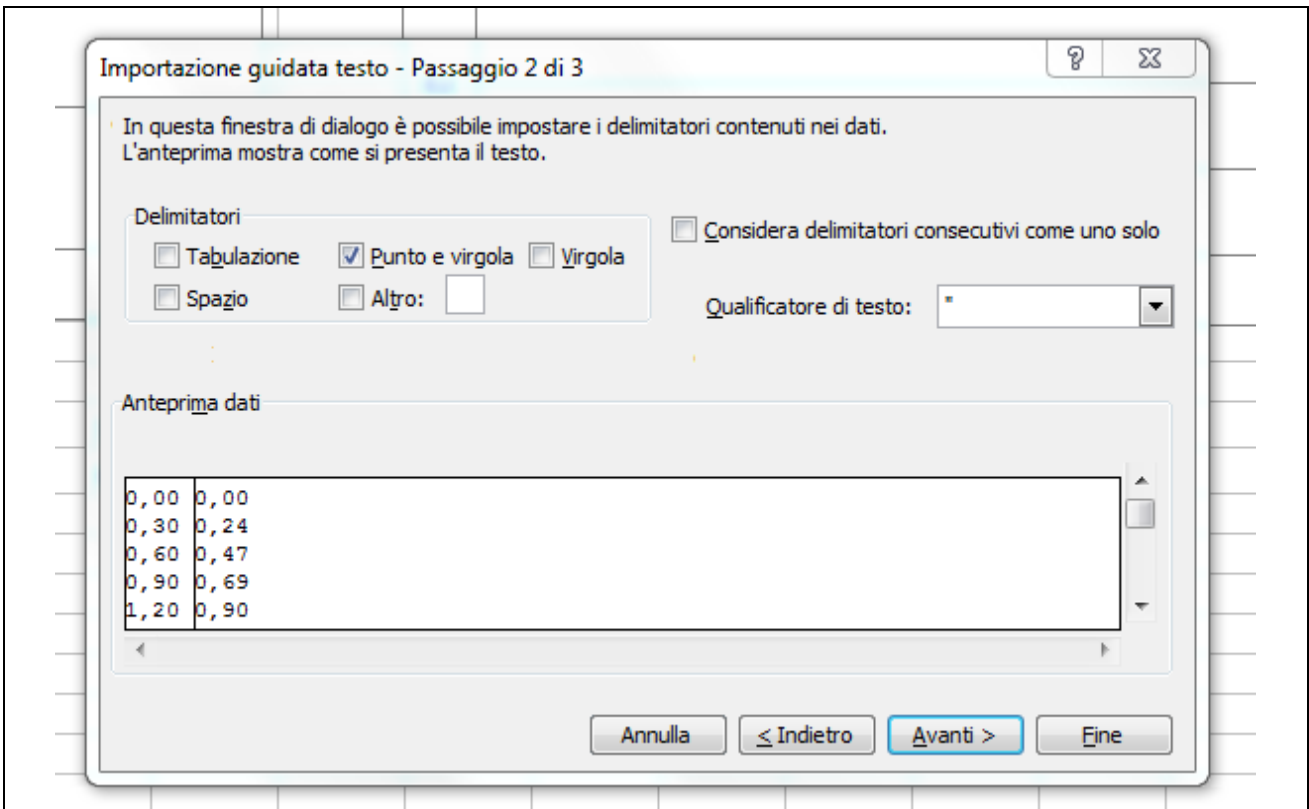 Importazione guidata testo - Passaggio 2 di 3
In questa finestra di dialogo è possibile impostare i delimitatori contenuti nei dati.
L'anteprima mostra come si presenta il testo.
Delimitatori
Tabulazione Punto e virgola Virgola
Spazio Altro:
Considera delimitatori consecutivi come uno solo
Qualificatore di testo: "
Anteprima dati
0,00 0,00
0,30 0,24
0,60 0,47
0,90 0,69
1,20 0,90
Annulla < Indietro Avanti > Fine